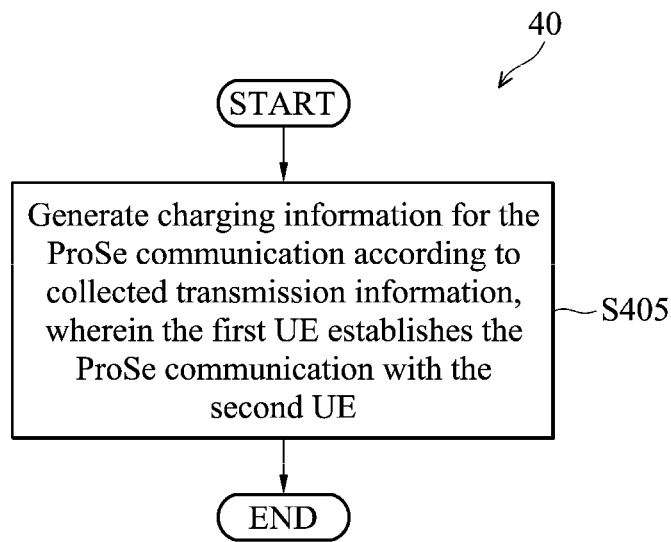 40
START
Generate charging information for the
ProSe communication according to
collected transmission information,
wherein the first UE establishes the
ProSe communication with the
second UE
S405
END